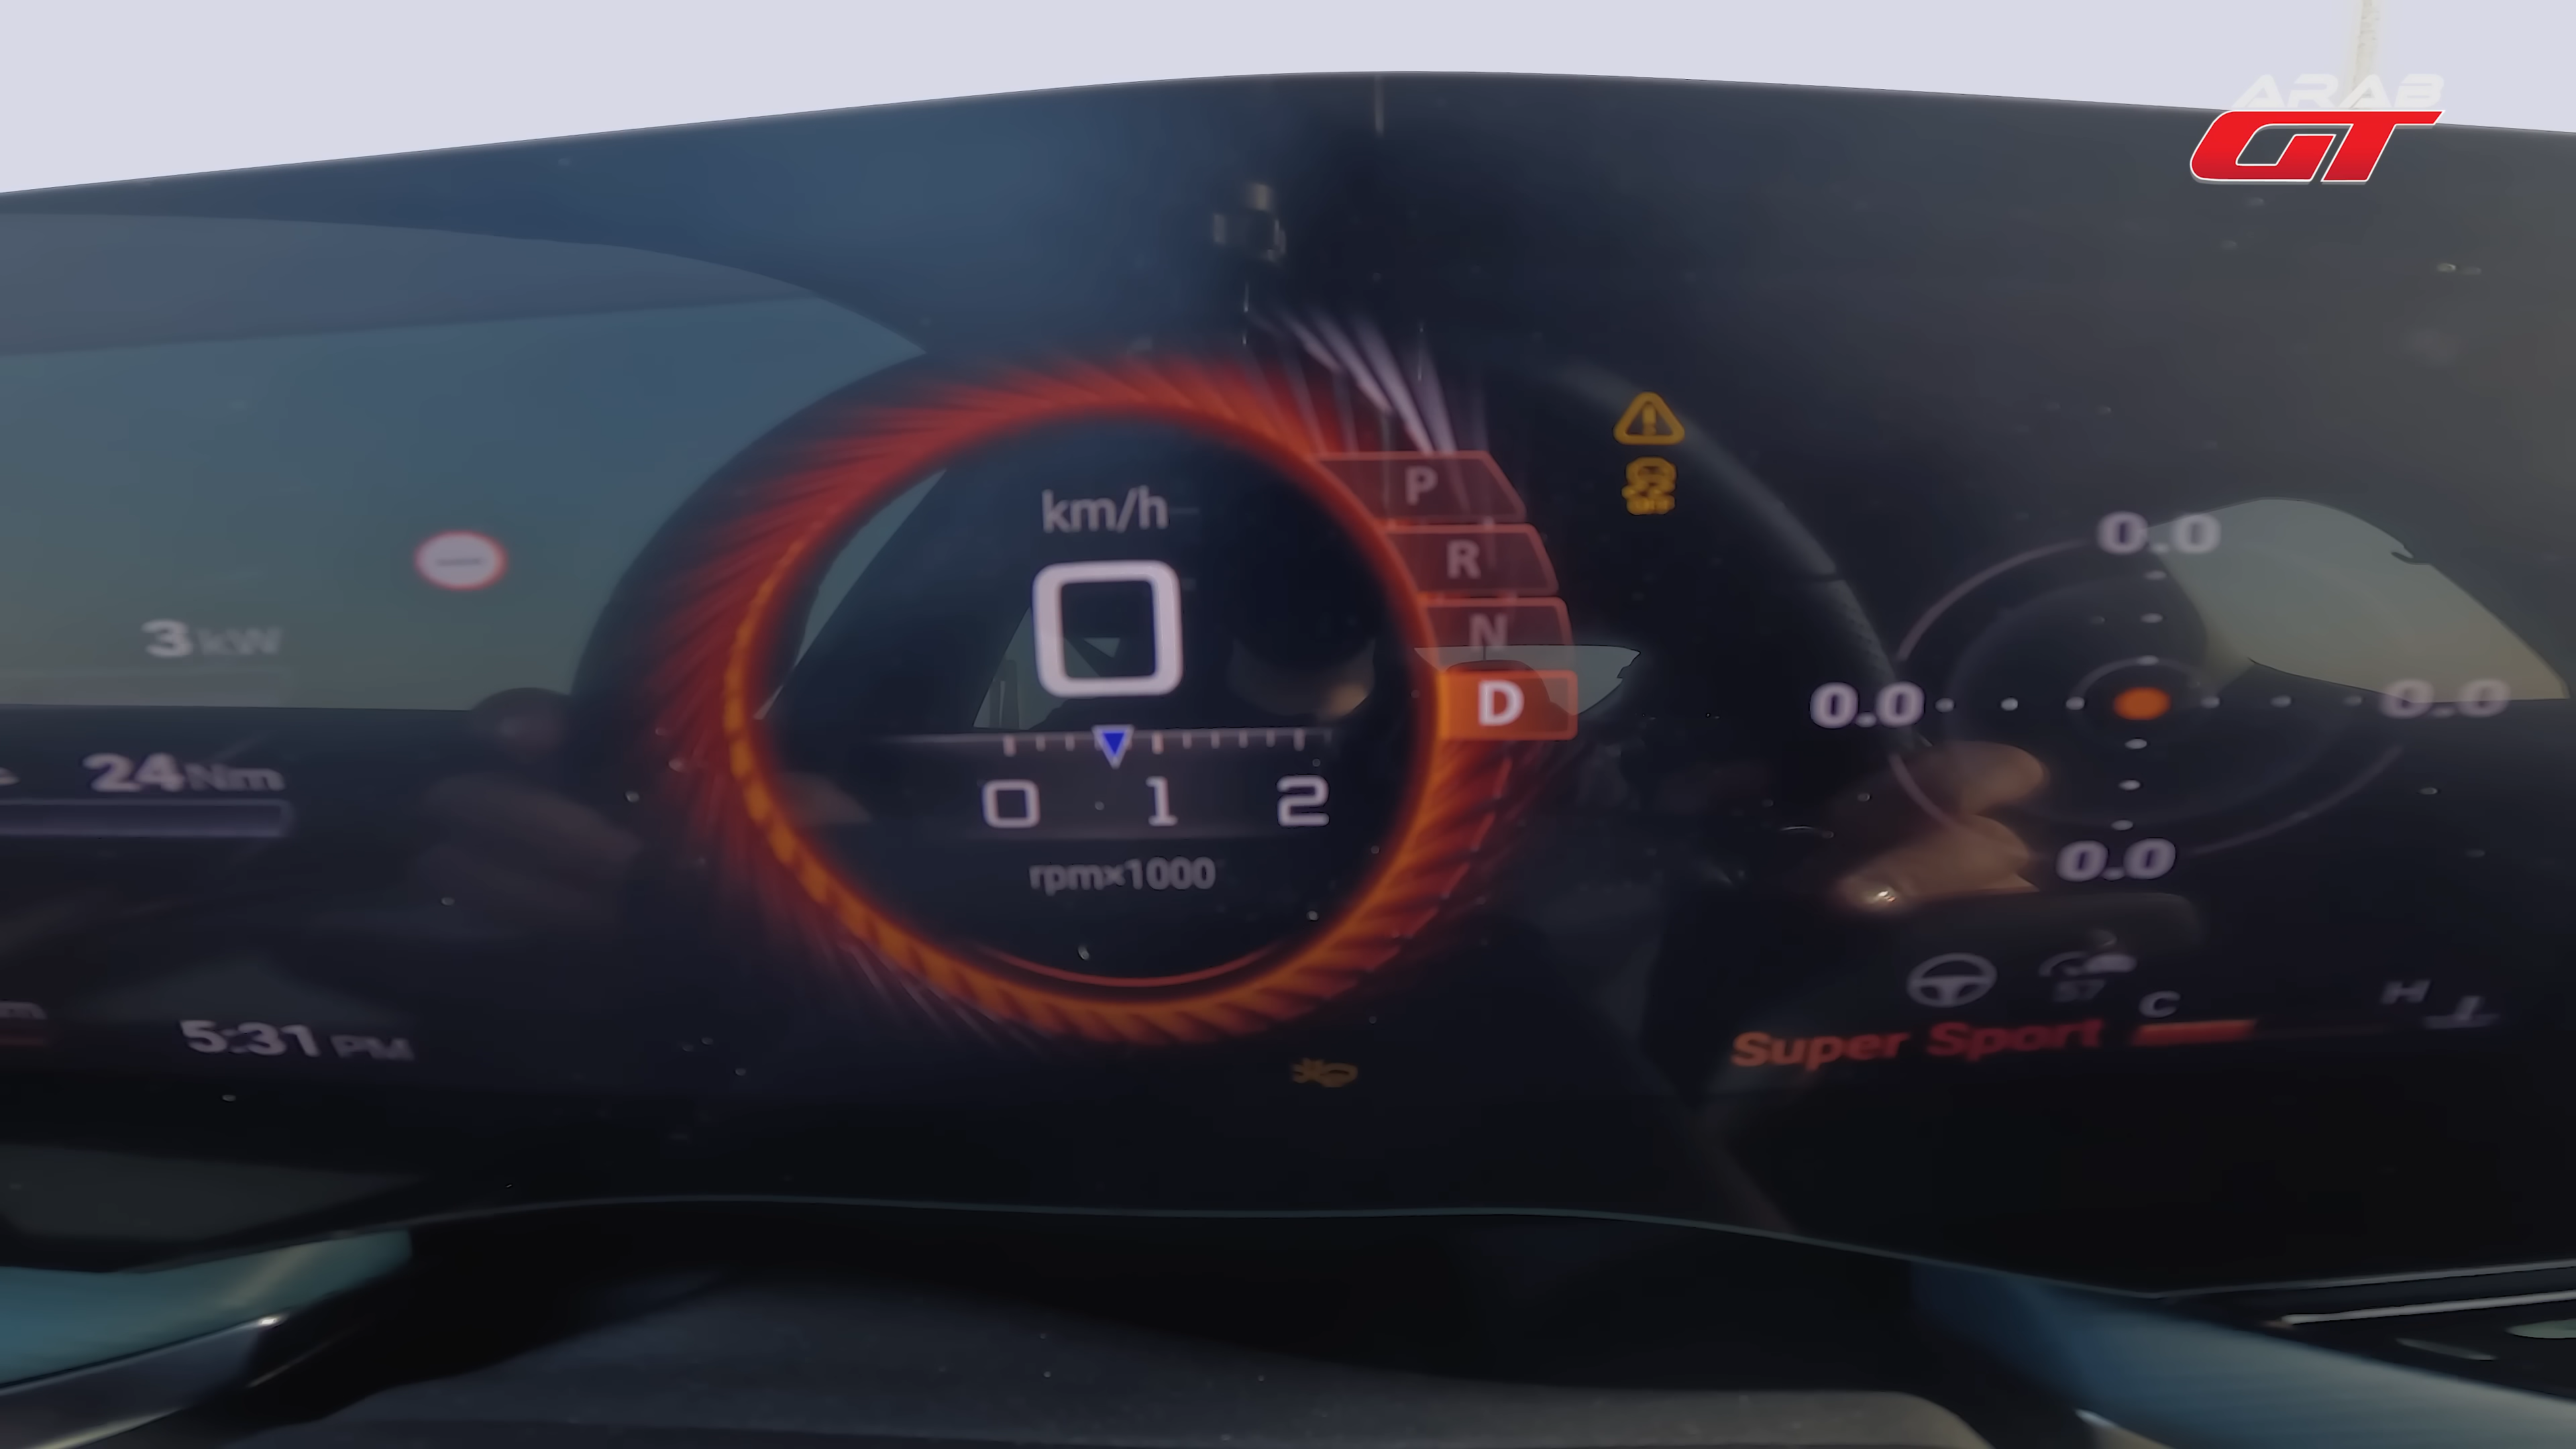 ARAB
GT
km/h
0
P
R
N
D
OFF
3 kW
24 Nm
0 1 2
rpm×1000
0.0
0.0
0.0
0.0
5:31 PM
C
H
Super Sport